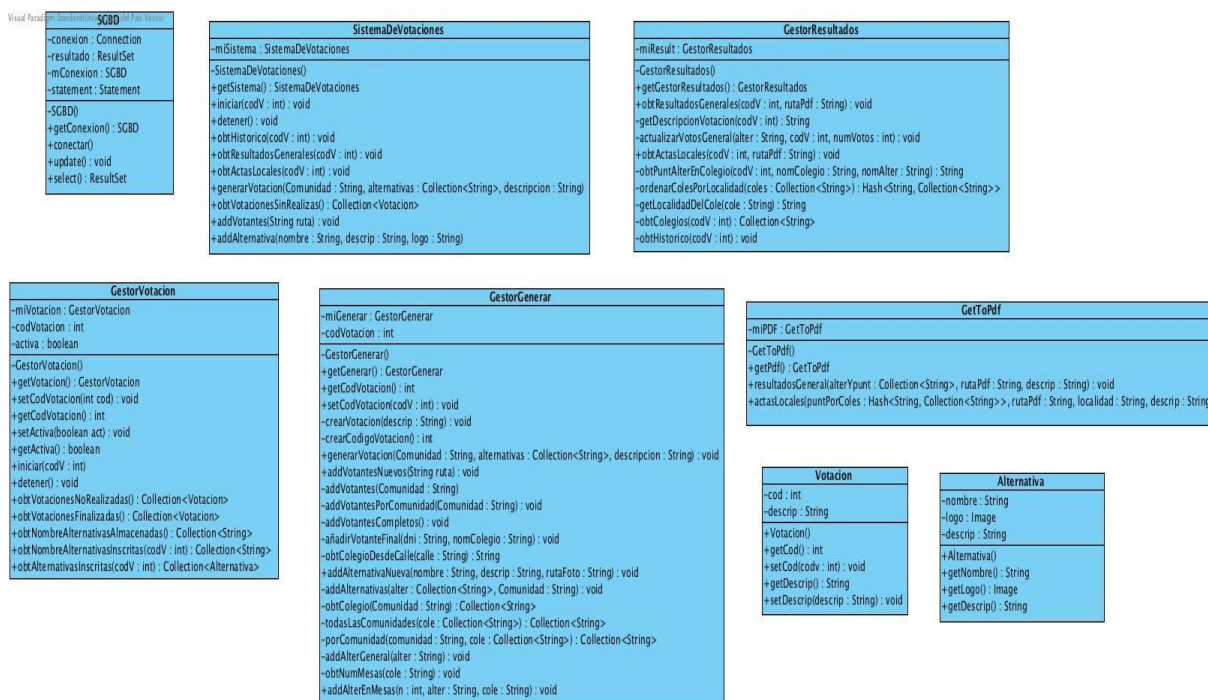 Visual Paradigm Standard(Universidad del Pais Vasco)
SGBD
-conexion : Connection
-resultado : ResultSet
-mConexion : SGBD
-statement : Statement
-SGBD()
+getConexion() : SGBD
+conectar()
+update() : void
+select() : ResultSet
SistemaDeVotaciones
-miSistema : SistemaDeVotaciones
-SistemaDeVotaciones()
+getSistema() : SistemaDeVotaciones
+iniciar(codV : int) : void
+detener() : void
+obtHistorico(codV : int) : void
+obtResultadosGenerales(codV : int) : void
+obtActasLocales(codV : int) : void
+generarVotacion(Comunidad : String, alternativas : Collection<String>, descripcion : String)
+obtVotacionesSinRealizas() : Collection<Votacion>
+addVotantes(String ruta) : void
+addAlternativa(nombre : String, descrip : String, logo : String)
GestorResultados
-miResult : GestorResultados
-GestorResultados()
+getGestorResultados() : GestorResultados
+obtResultadosGenerales(codV : int, rutaPdf : String) : void
-getDescripcionVotacion(codV : int) : String
-actualizarVotosGeneral(alter : String, codV : int, numVotos : int) : void
+obtActasLocales(codV : int, rutaPdf : String) : void
-obtPuntAlterEnColegio(codV : int, nomColegio : String, nomAlter : String) : String
-ordenarColesPorLocalidad(coles : Collection<String>) : Hash<String, Collection<String>>
-getLocalidadDelCole(cole : String) : String
-obtColegios(codV : int) : Collection<String>
-obtHistorico(codV : int) : void
GestorVotacion
-miVotacion : GestorVotacion
-codVotacion : int
-activa : boolean
-GestorVotacion()
+getVotacion() : GestorVotacion
+setCodVotacion(int cod) : void
+getCodVotacion() : int
+setActiva(boolean act) : void
+getActiva() : boolean
+iniciar(codV : int)
+detener() : void
+obtVotacionesNoRealizadas() : Collection<Votacion>
+obtVotacionesFinalizadas() : Collection<Votacion>
+obtNombreAlternativasAlmacenadas() : Collection<String>
+obtNombreAlternativasInscritas(codV : int) : Collection<String>
+obtAlternativasInscritas(codV : int) : Collection<Alternativa>
GestorGenerar
-miGenerar : GestorGenerar
-codVotacion : int
-GestorGenerar()
+getGenerar() : GestorGenerar
+getCodVotacion() : int
+setCodVotacion(codV : int) : void
-crearVotacion(descrip : String) : void
-crearCodigoVotacion() : int
+generarVotacion(Comunidad : String, alternativas : Collection<String>, descripcion : String) : void
+addVotantesNuevos(String ruta) : void
-addVotantes(Comunidad : String)
-addVotantesPorComunidad(Comunidad : String) : void
-addVotantesCompletos() : void
-añadirVotanteFinal(dni : String, nomColegio : String) : void
-obtColegioDesdeCalle(calle : String) : String
+addAlternativaNueva(nombre : String, descrip : String, rutaFoto : String) : void
-addAlternativas(alter : Collection<String>, Comunidad : String) : void
-obtColegio(Comunidad : String) : Collection<String>
-todasLasComunidades(cole : Collection<String>) : Collection<String>
-porComunidad(comunidad : String, cole : Collection<String>) : Collection<String>
-addAlterGeneral(alter : String) : void
-obtNumMesas(cole : String) : void
+addAlterEnMesas(n : int, alter : String, cole : String) : void
GetToPdf
-miPDF : GetToPdf
-GetToPdf()
+getPdf() : GetToPdf
+resultadosGeneral(alterYpunt : Collection<String>, rutaPdf : String, descrip : String) : void
+actasLocales(puntPorColes : Hash<String, Collection<String>>, rutaPdf : String, localidad : String, descrip : String
Votacion
-cod : int
-descrip : String
+Votacion()
+getCod() : int
+setCod(codv : int) : void
+getDescrip() : String
+setDescrip(descrip : String) : void
Alternativa
-nombre : String
-logo : Image
-descrip : String
+Alternativa()
+getNombre() : String
+getLogo() : Image
+getDescrip() : String